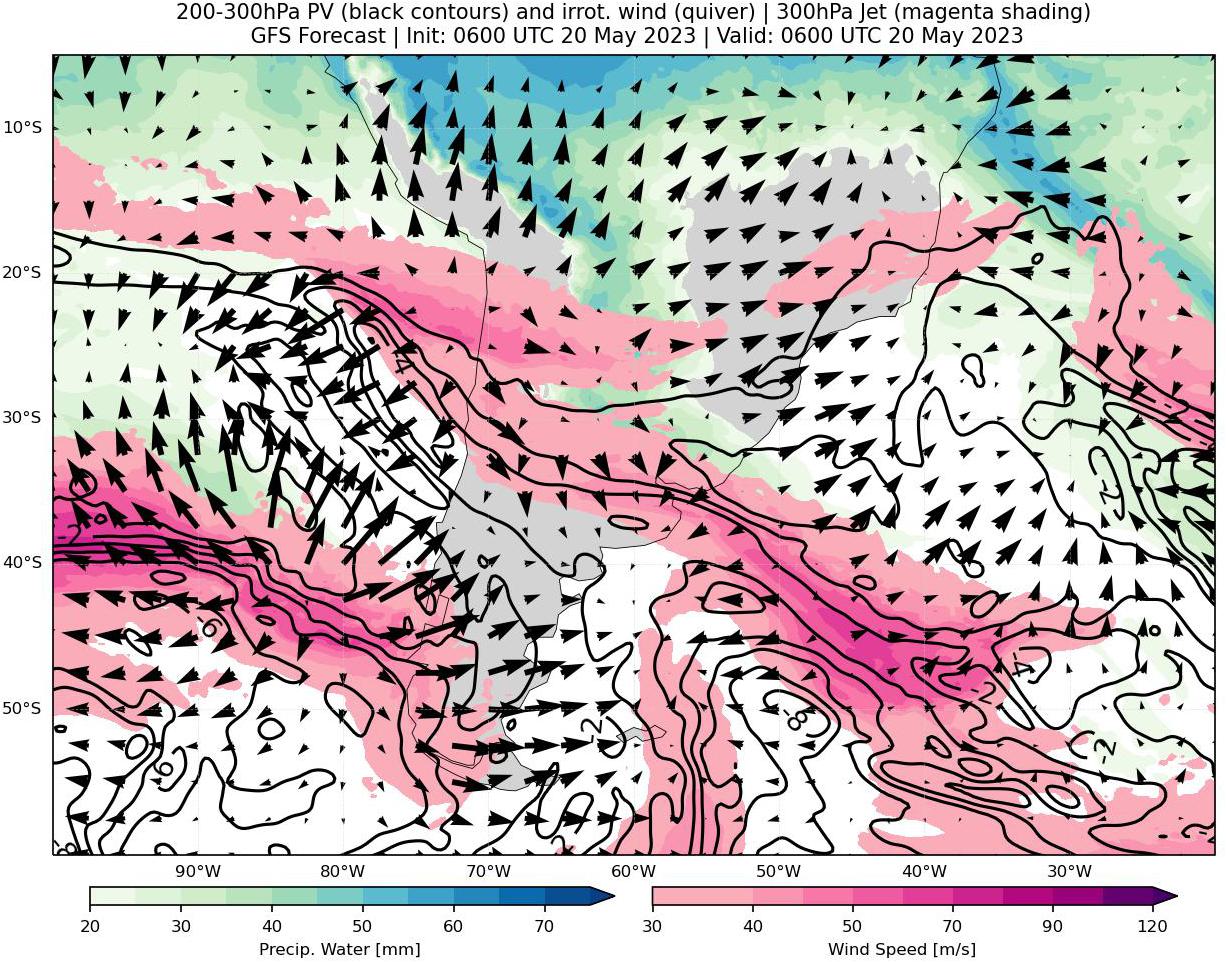 200-300hPa PV (black contours) and irrot. wind (quiver) | 300hPa Jet (magenta shading)
GFS Forecast | Init: 0600 UTC 20 May 2023 | Valid: 0600 UTC 20 May 2023
10°S
20°S
-4
30°S
-2
-2
40°S
-6
-4
-2
50°S
-8
-2
-2
-6
90°W 80°W 70°W 60°W 50°W 40°W 30°W
20 30 40 50 60 70
30 40 50 70 90 120
Precip. Water [mm]
Wind Speed [m/s]